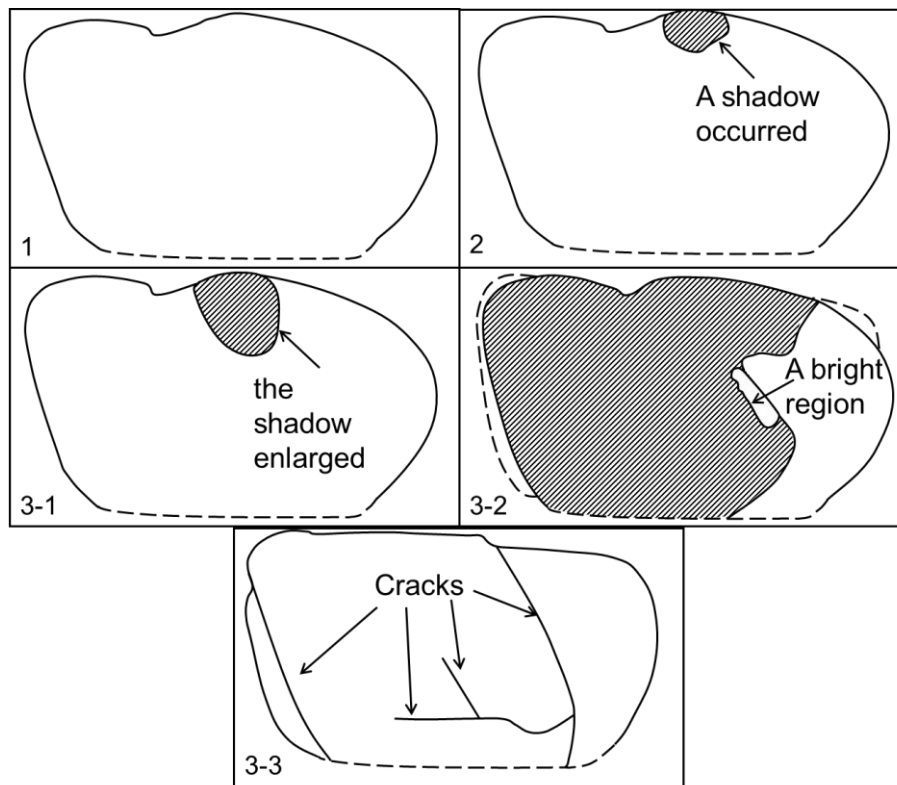 1
A shadow
occurred
2
the
shadow
enlarged
3-1
A bright
region
3-2
Cracks
3-3